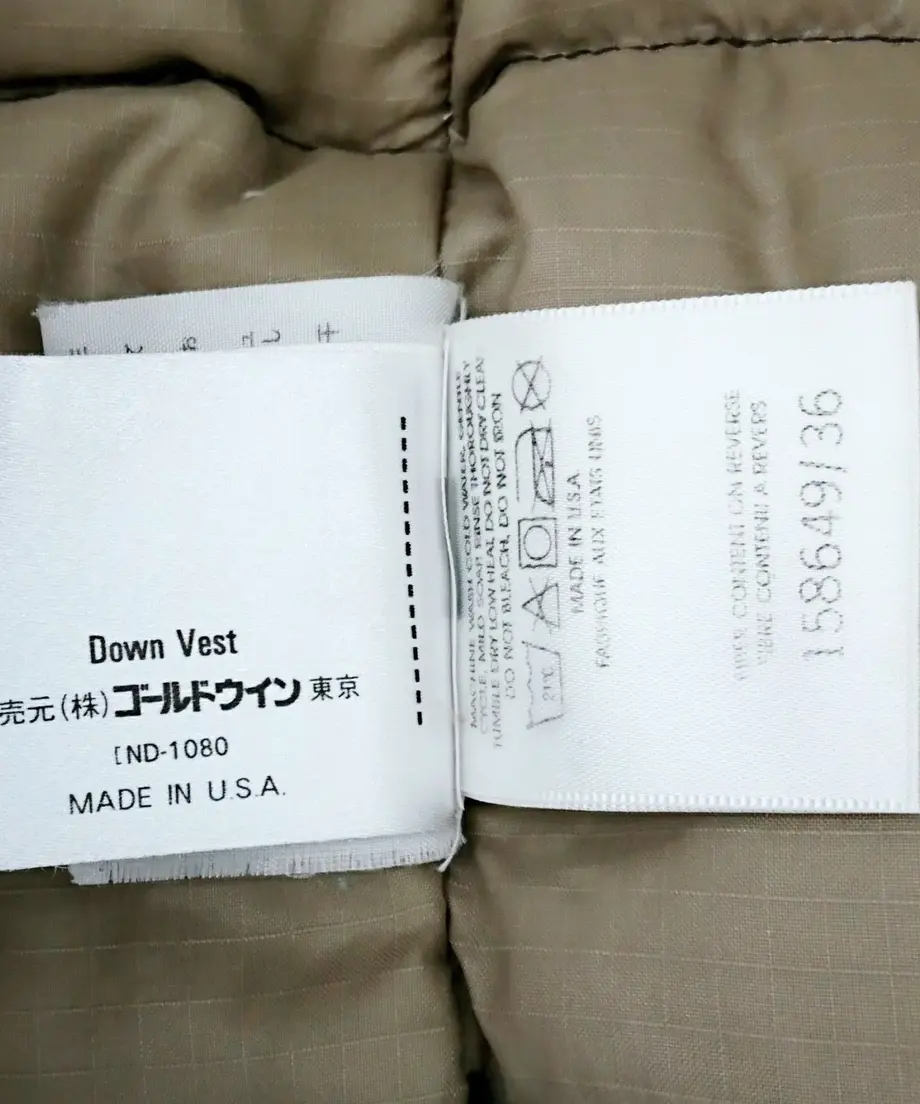 Down Vest
売元(株)ゴールドウイン 東京
[ND-1080
MADE IN U.S.A.
MACHINE WASH COLD WATER, GENTLE
CYCLE, MILD SOAP, RINSE THOROUGHLY
TUMBLE DRY LOW HEAT, DO NOT DRY CLEAN
DO NOT BLEACH, DO NOT IRON
MADE IN U.S.A
FABRIQUE AUX ETATS UNIS
FIBER CONTENT ON REVERSE
FIBRE CONTENU A REVERS
158649/36